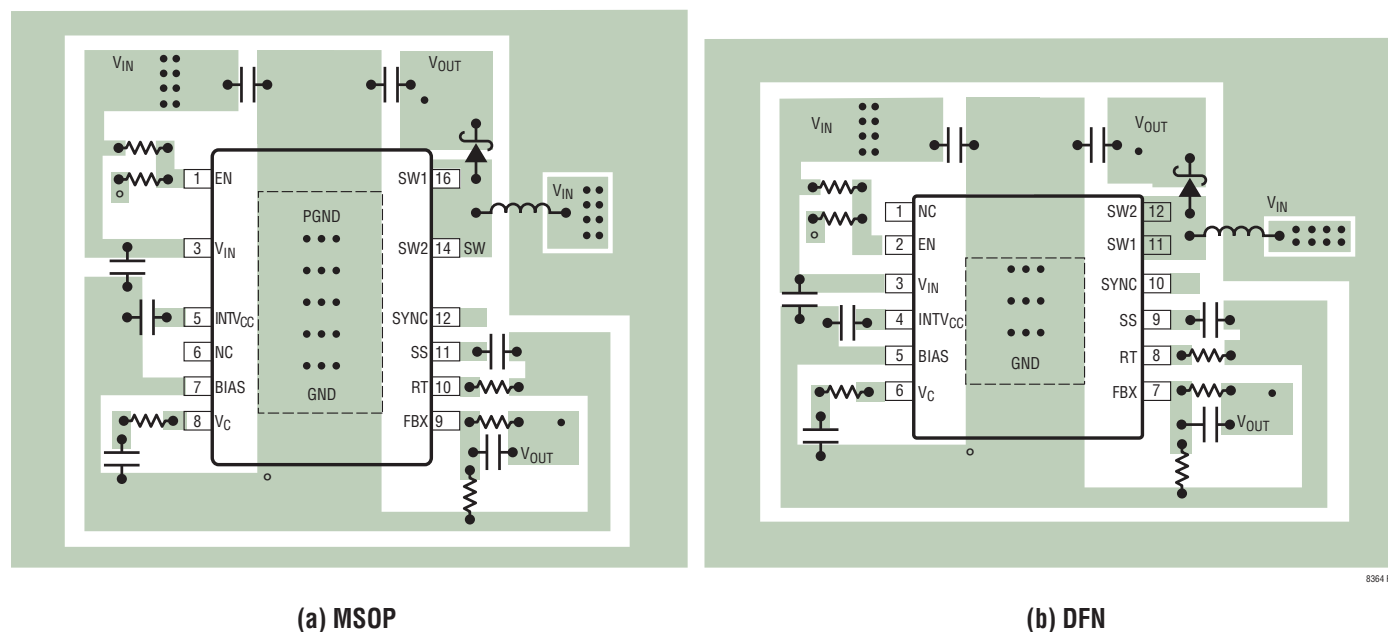 VIN
VOUT
1 EN
SW1 16
PGND
VIN
3 VIN
SW2 14 SW
5 INTVCC
SYNC 12
6 NC
SS 11
7 BIAS
RT 10
GND
8 VC
FBX 9
VOUT
(a) MSOP
VIN
VOUT
1 NC
SW2 12
VIN
2 EN
SW1 11
3 VIN
SYNC 10
4 INTVCC
SS 9
5 BIAS
GND
RT 8
6 VC
FBX 7
VOUT
8364
(b) DFN